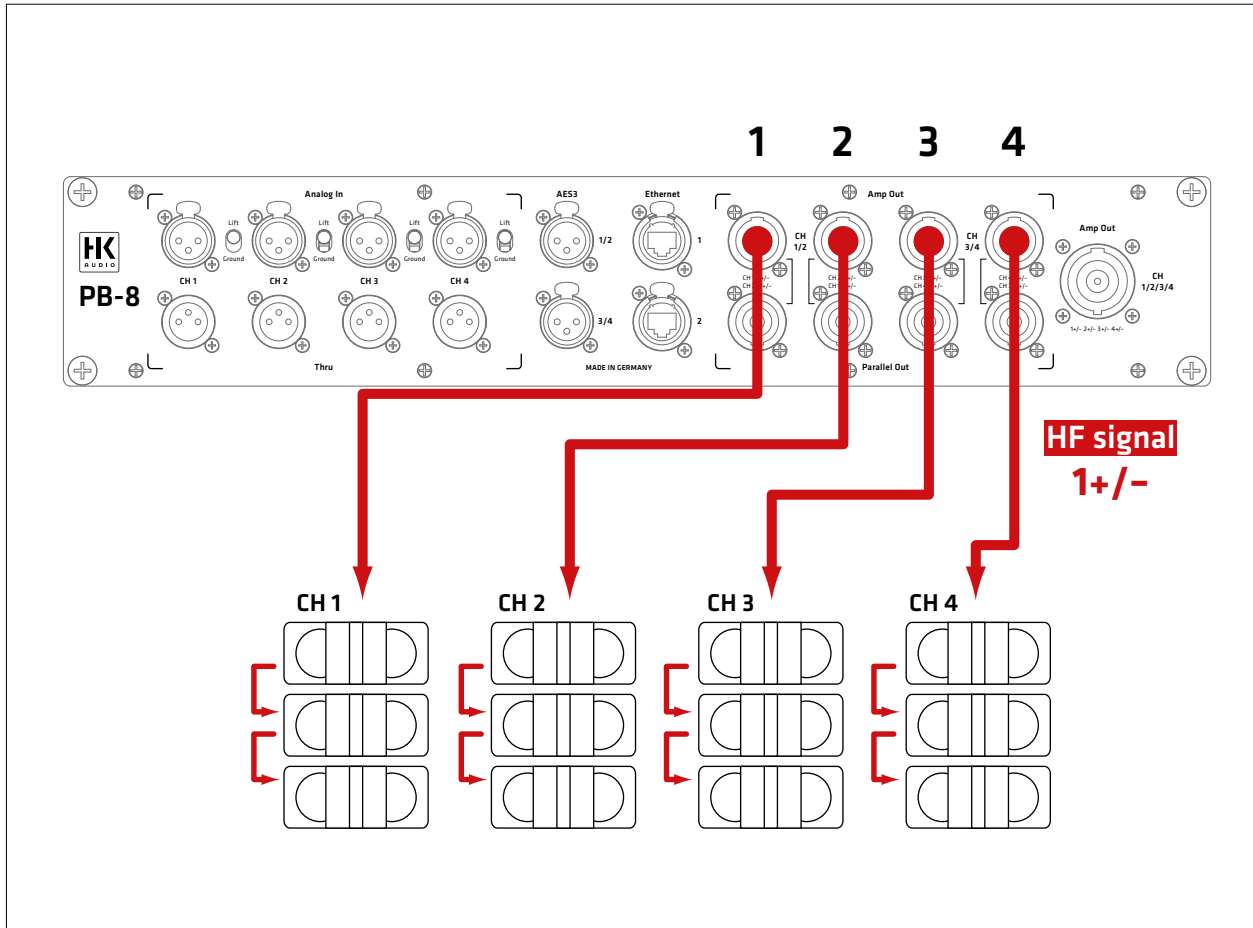 1 2 3 4
Analog In
AES3
Ethernet
Amp Out
Lift
Lift
Lift
Lift
Ground
Ground
Ground
Ground
1/2
1
CH
1/2
CH
3/4
Amp Out
CH
1/2/3/4
1+/– 2+/– 3+/– 4+/–
HK
AUDIO
PB-8
CH 1
CH 2
CH 3
CH 4
3/4
2
Thru
MADE IN GERMANY
Parallel Out
HF signal
1+/–
CH 1
CH 2
CH 3
CH 4